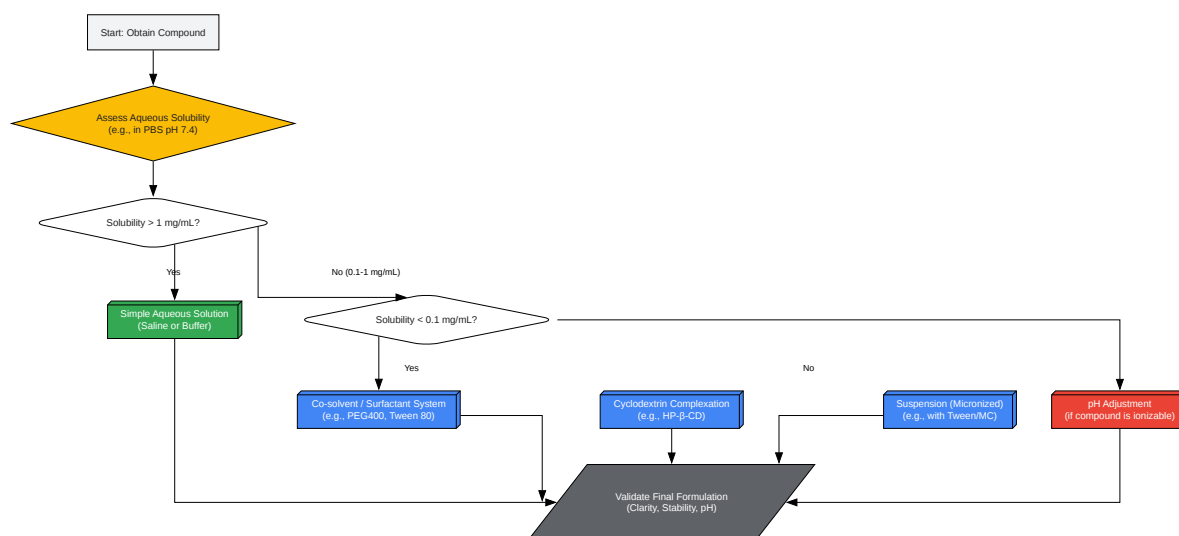 Start: Obtain Compound
Assess Aqueous Solubility
(e.g., in PBS pH 7.4)
Solubility > 1 mg/mL?
Yes
No (0.1-1 mg/mL)
Simple Aqueous Solution
(Saline or Buffer)
Solubility < 0.1 mg/mL?
Yes
No
Co-solvent / Surfactant System
(e.g., PEG400, Tween 80)
Cyclodextrin Complexation
(e.g., HP-β-CD)
Suspension (Micronized)
(e.g., with Tween/MC)
pH Adjustment
(if compound is ionizable)
Validate Final Formulation
(Clarity, Stability, pH)